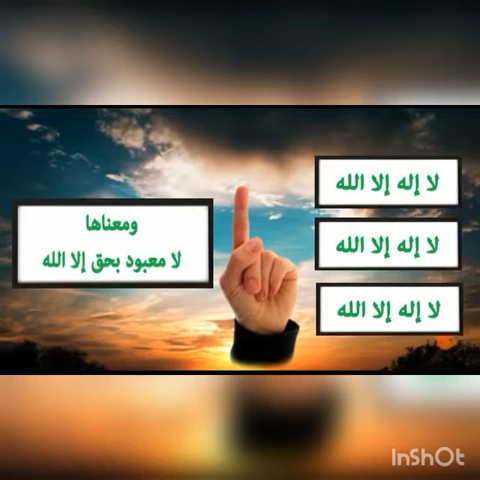 لا إله إلا الله
لا إله إلا الله
لا إله إلا الله
ومعناها
لا معبود بحق إلا الله
InShOt